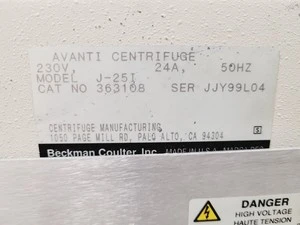 AVANTI CENTRIFUGE
230V, 24A, 50HZ
MODEL J-25I
CAT NO 363108 SER JJY99L04
CENTRIFUGE MANUFACTURING
1050 PAGE MILL RD, PALO ALTO, CA 94304
S
Beckman Coulter, Inc. MADE IN U.S.A.
DANGER
HIGH VOLTAGE
HAUTE TENSION